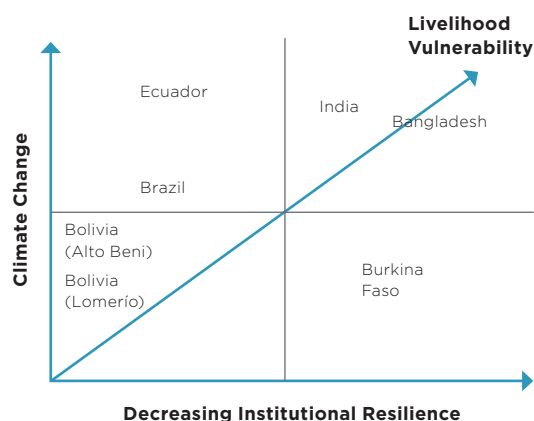 Livelihood
Vulnerability
Ecuador
India
Bangladesh
Brazil
Climate Change
Bolivia
(Alto Beni)
Bolivia
(Lomerío)
Burkina
Faso
Decreasing Institutional Resilience